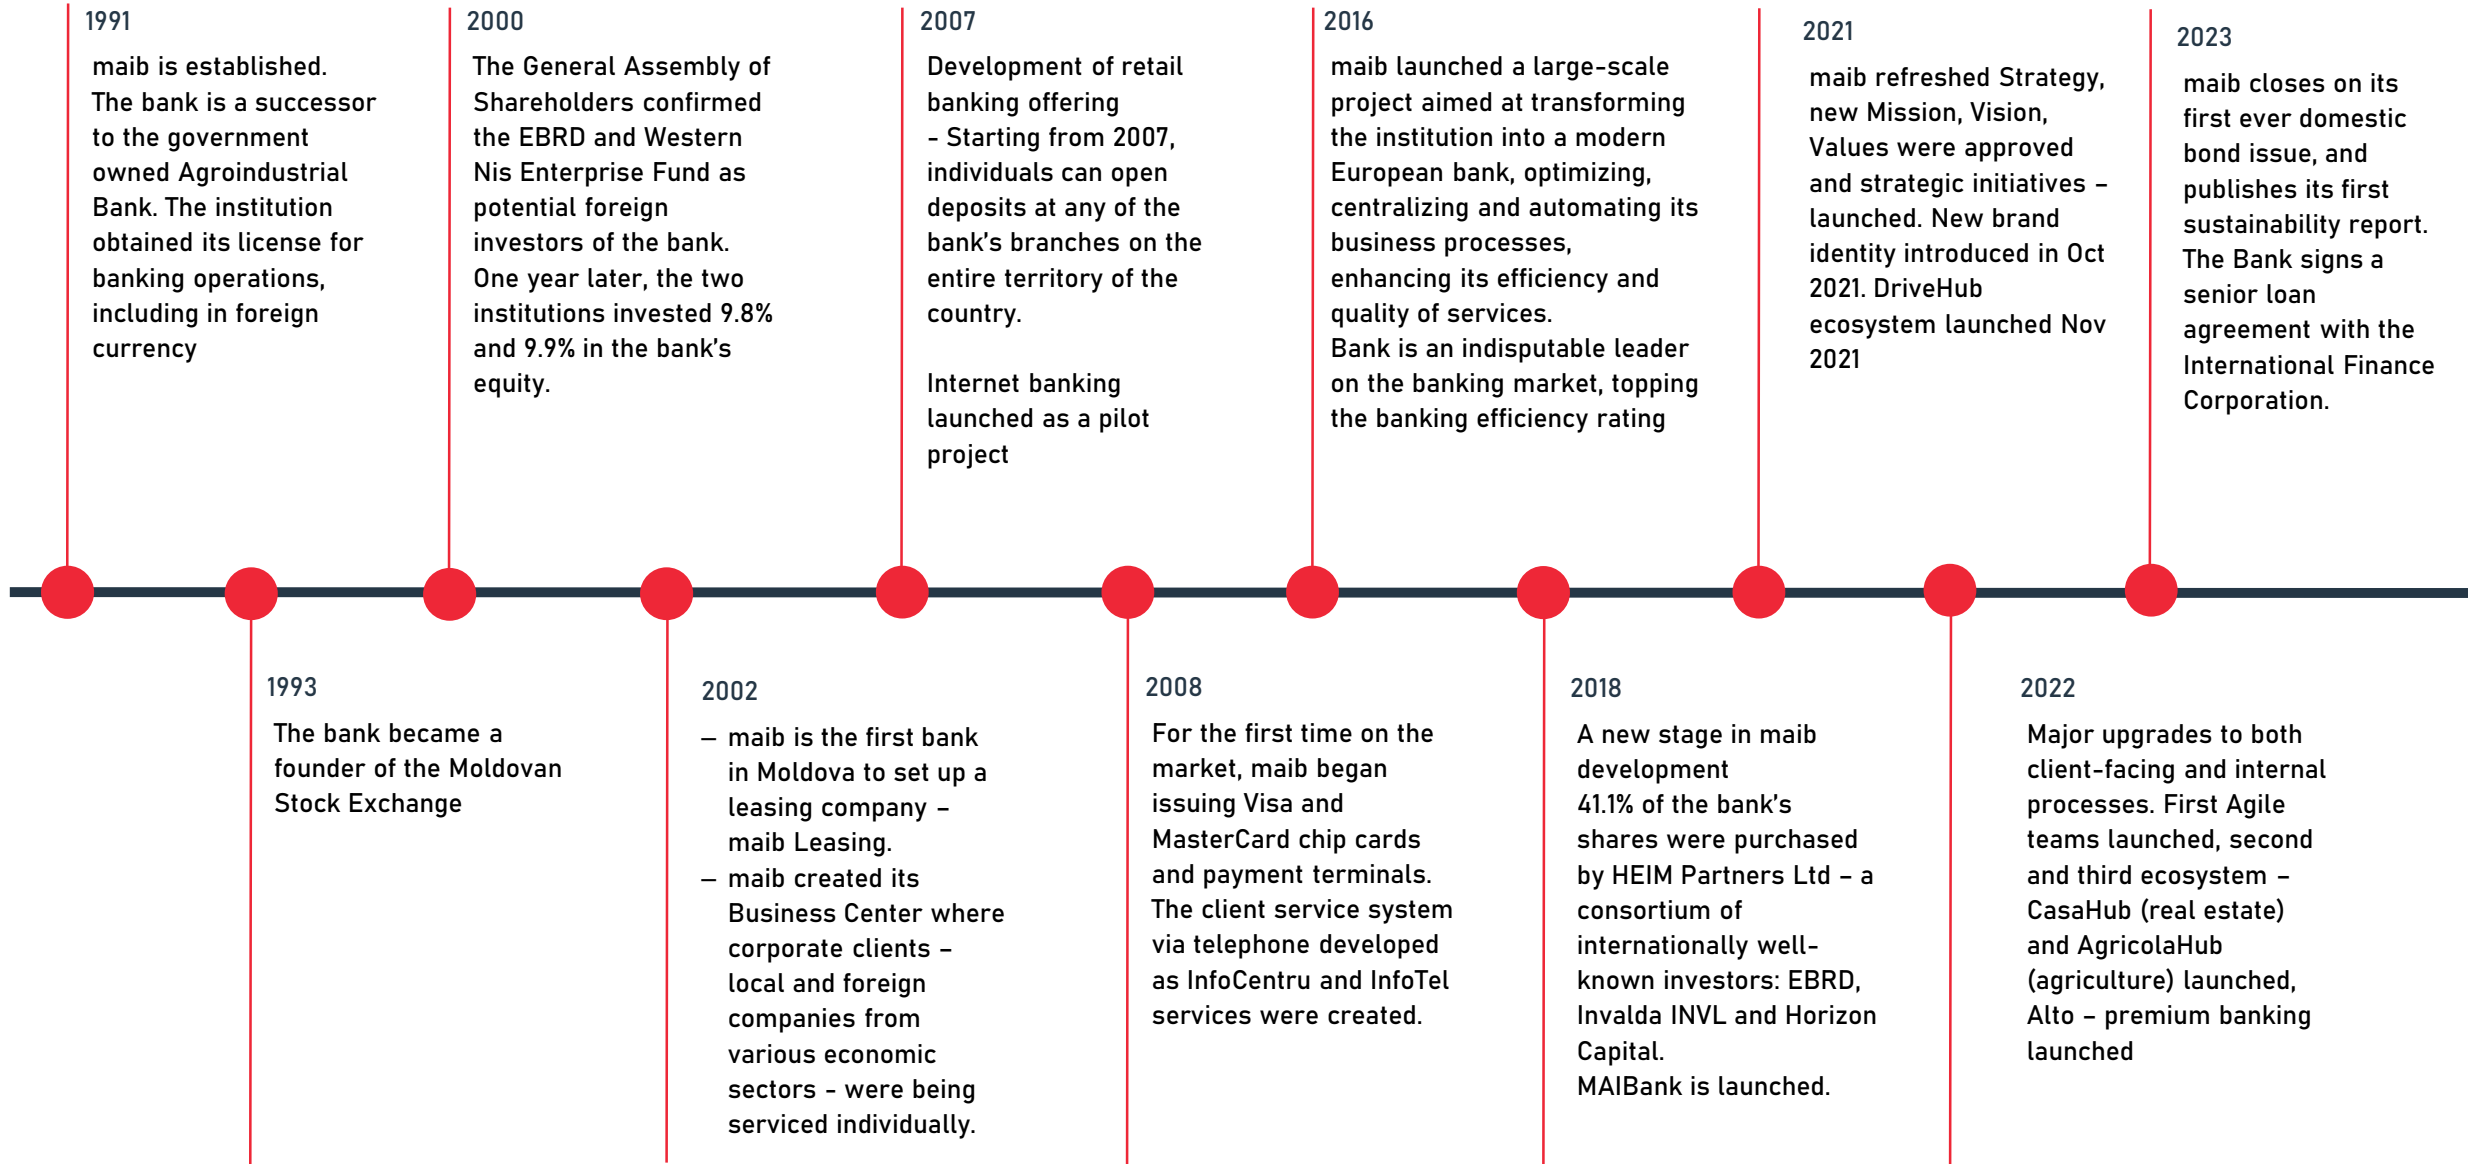 1991
maib is established.
The bank is a successor
to the government
owned Agroindustrial
Bank. The institution
obtained its license for
banking operations,
including in foreign
currency
2000
The General Assembly of
Shareholders confirmed
the EBRD and Western
Nis Enterprise Fund as
potential foreign
investors of the bank.
One year later, the two
institutions invested 9.8%
and 9.9% in the bank's
equity.
2007
Development of retail
banking offering
- Starting from 2007,
individuals can open
deposits at any of the
bank's branches on the
entire territory of the
country.
Internet banking
launched as a pilot
project
2016
maib launched a large-scale
project aimed at transforming
the institution into a modern
European bank, optimizing,
centralizing and automating its
business processes,
enhancing its efficiency and
quality of services.
Bank is an indisputable leader
on the banking market, topping
the banking efficiency rating
2021
maib refreshed Strategy,
new Mission, Vision,
Values were approved
and strategic initiatives –
launched. New brand
identity introduced in Oct
2021. DriveHub
ecosystem launched Nov
2021
2023
maib closes on its
first ever domestic
bond issue, and
publishes its first
sustainability report.
The Bank signs a
senior loan
agreement with the
International Finance
Corporation.
1993
The bank became a
founder of the Moldovan
Stock Exchange
2002
– maib is the first bank
in Moldova to set up a
leasing company –
maib Leasing.
– maib created its
Business Center where
corporate clients –
local and foreign
companies from
various economic
sectors - were being
serviced individually.
2008
For the first time on the
market, maib began
issuing Visa and
MasterCard chip cards
and payment terminals.
The client service system
via telephone developed
as InfoCentru and InfoTel
services were created.
2018
A new stage in maib
development
41.1% of the bank's
shares were purchased
by HEIM Partners Ltd – a
consortium of
internationally well-
known investors: EBRD,
Invalda INVL and Horizon
Capital.
MAIBank is launched.
2022
Major upgrades to both
client-facing and internal
processes. First Agile
teams launched, second
and third ecosystem –
CasaHub (real estate)
and AgricolaHub
(agriculture) launched,
Alto – premium banking
launched